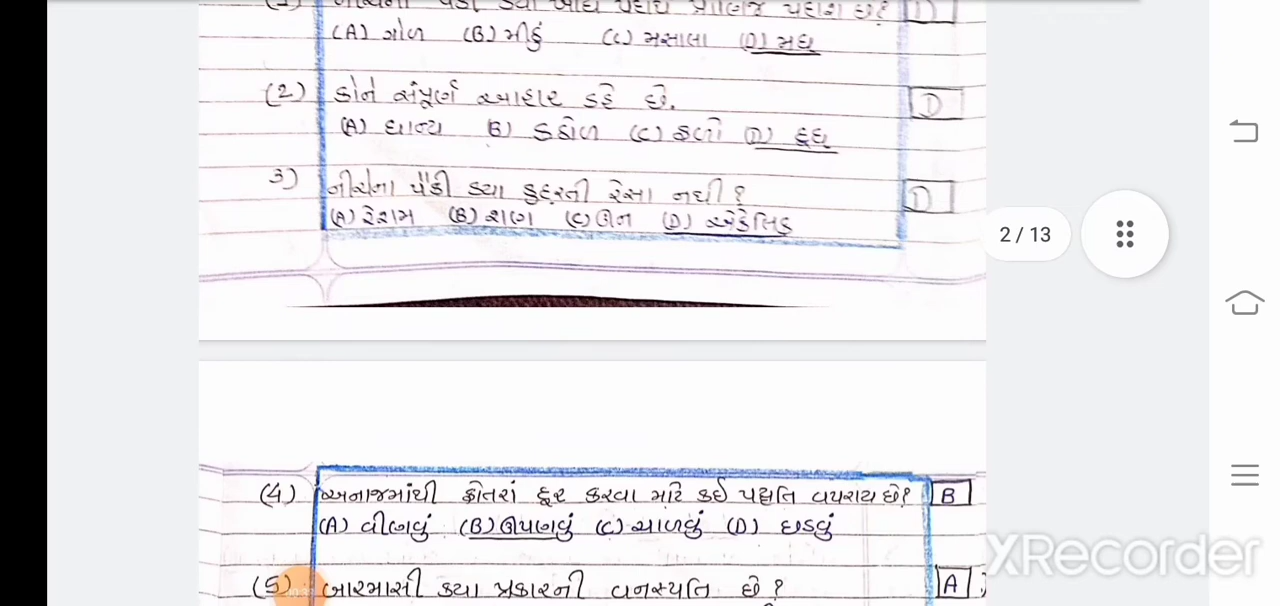 (A) ગોળ (B) મીઠું (C) મસાલા (D) મધ
(2) કોને સંપૂર્ણ આહાર કહે છે. D
(A) ધાન્ય (B) કઠોળ (C) ફળો (D) દૂધ
3) નીચેના પૈકી કયા કુદરતી રેસા નથી ? D
(A) રેશમ (B) શણ (C) ઊન (D) એક્રેલિક
2 / 13
(4) અનાજમાંથી ફોતરાં દૂર કરવા માટે કઈ પદ્ધતિ વપરાય છે? B
(A) વીણવું (B) ઊપણવું (C) ચાળવું (D) છડવું
(5) બારમાસી કયા પ્રકારની વનસ્પતિ છે ? A
XRecorder